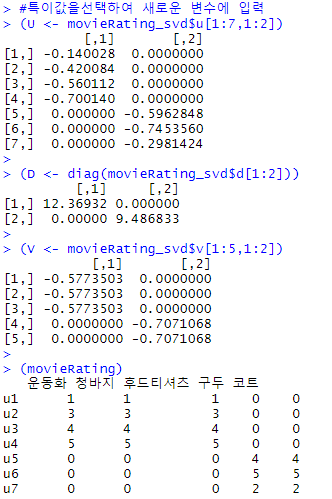 > #특이값을선택하여 새로운 변수에 입력
> (U <- movieRating_svd$u[1:7,1:2])
[,1] [,2]
[1,] -0.140028 0.0000000
[2,] -0.420084 0.0000000
[3,] -0.560112 0.0000000
[4,] -0.700140 0.0000000
[5,] 0.000000 -0.5962848
[6,] 0.000000 -0.7453560
[7,] 0.000000 -0.2981424
>
> (D <- diag(movieRating_svd$d[1:2]))
[,1] [,2]
[1,] 12.36932 0.000000
[2,] 0.00000 9.486833
>
> (V <- movieRating_svd$v[1:5,1:2])
[,1] [,2]
[1,] -0.5773503 0.0000000
[2,] -0.5773503 0.0000000
[3,] -0.5773503 0.0000000
[4,] 0.0000000 -0.7071068
[5,] 0.0000000 -0.7071068
>
> (movieRating)
운동화 청바지 후드티셔츠 구두 코트
u1 1 1 1 0 0
u2 3 3 3 0 0
u3 4 4 4 0 0
u4 5 5 5 0 0
u5 0 0 0 4 4
u6 0 0 0 5 5
u7 0 0 0 2 2